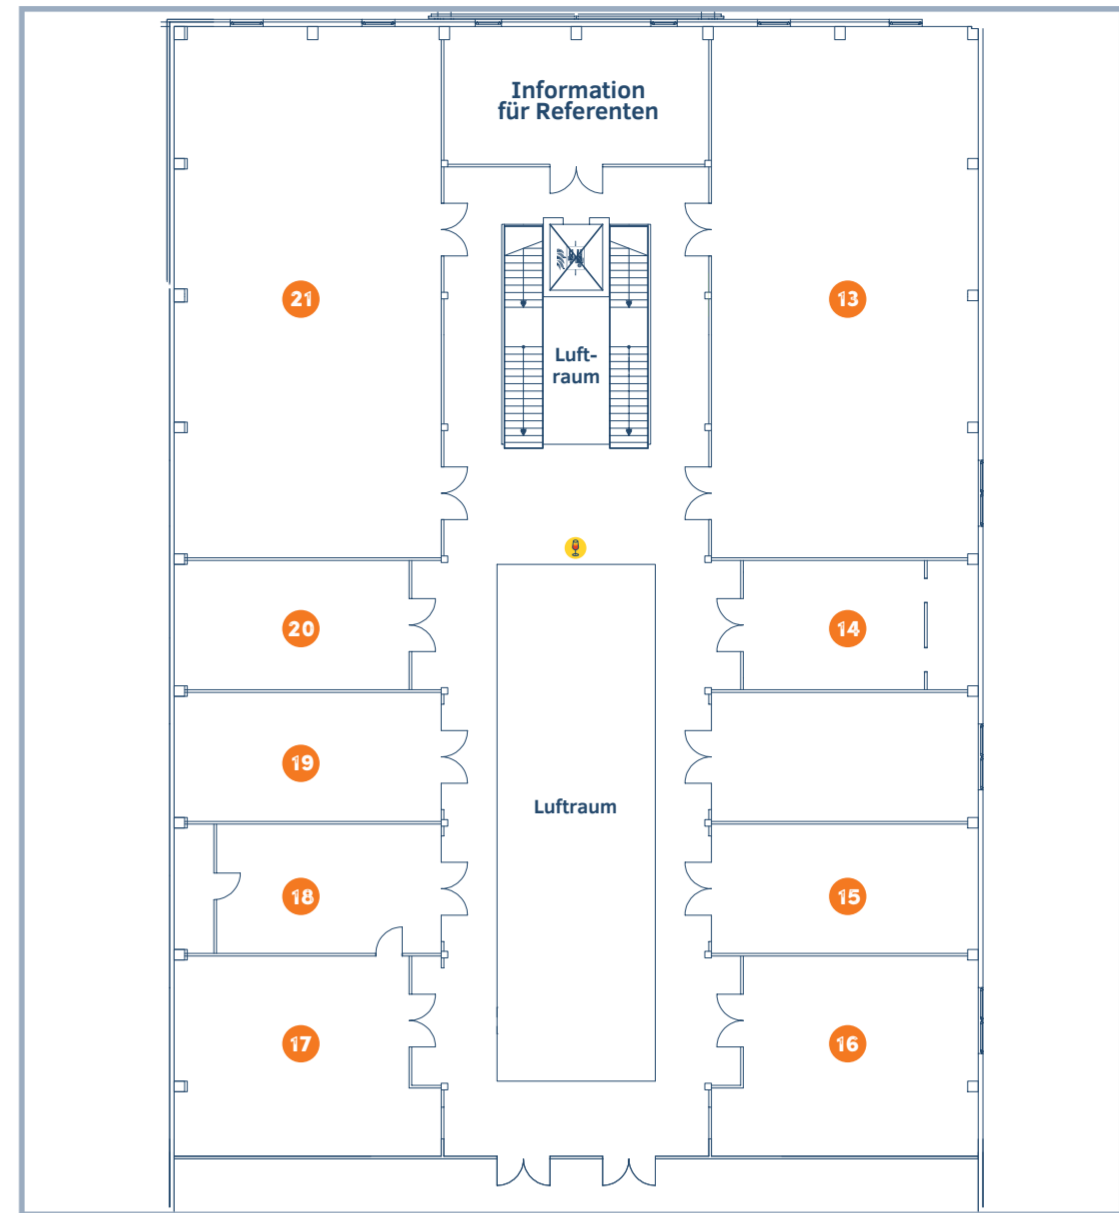 Information
für Referenten
21
13
Luft-
raum
20
14
19
Luftraum
18
15
17
16